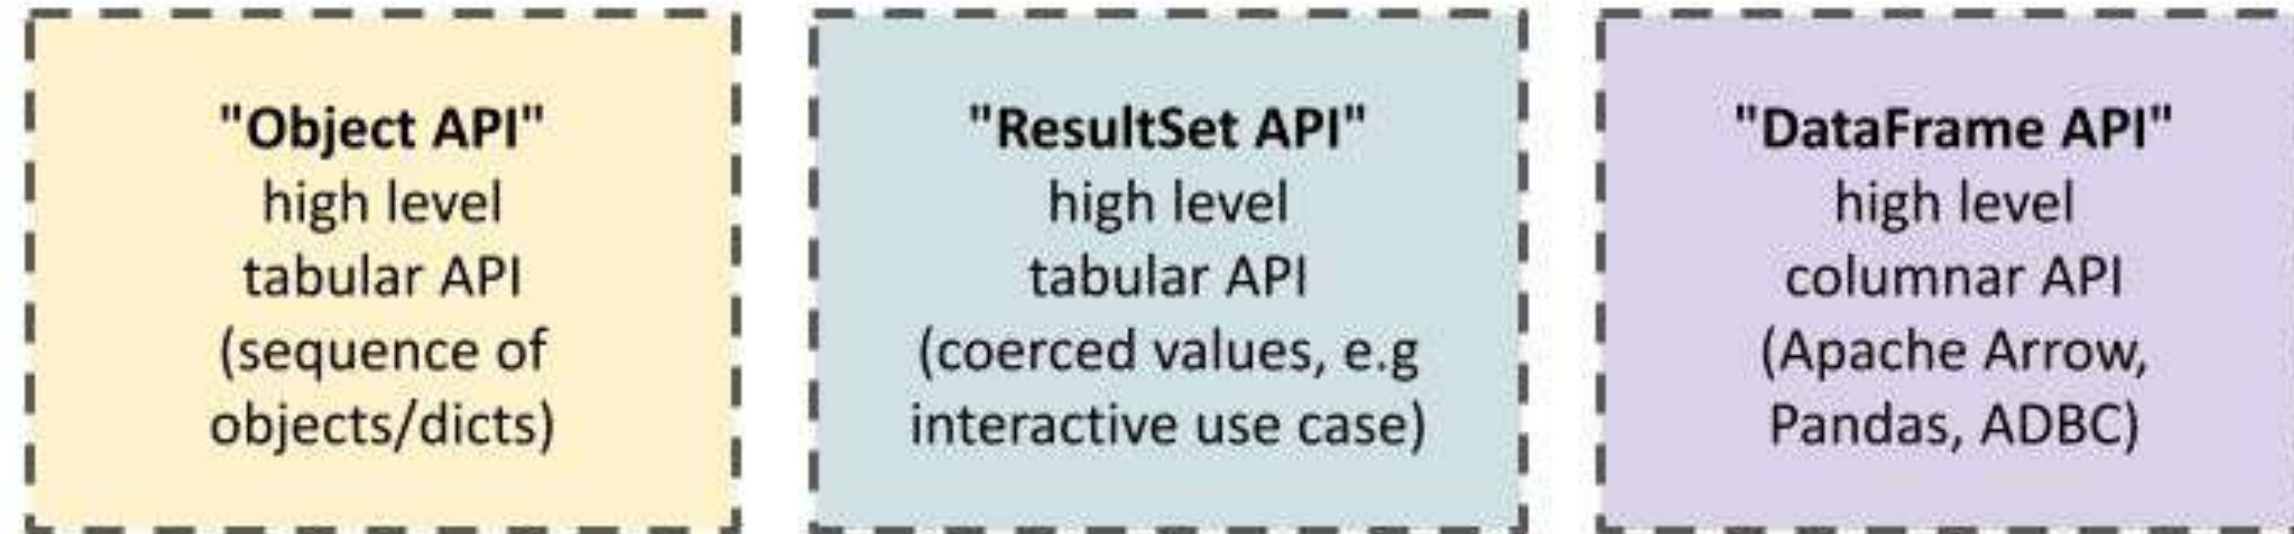 "Object API"
high level
tabular API
(sequence of
objects/dicts)
"ResultSet API"
high level
tabular API
(coerced values, e.g
interactive use case)
"DataFrame API"
high level
columnar API
(Apache Arrow,
Pandas, ADBC)